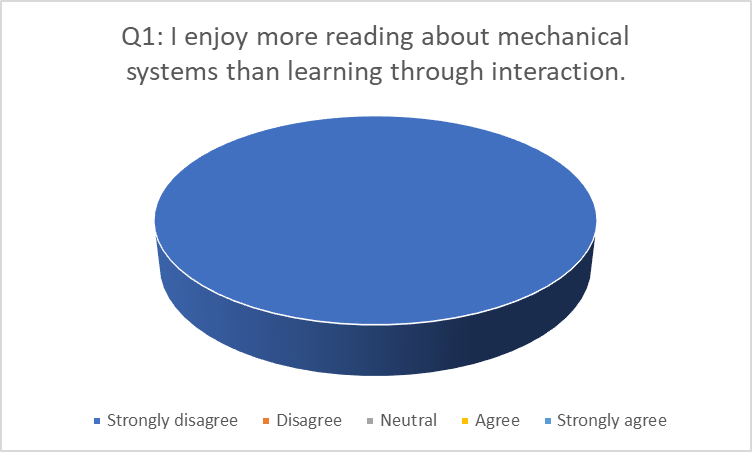 Q1: I enjoy more reading about mechanical
systems than learning through interaction.
Strongly disagree Disagree Neutral Agree Strongly agree